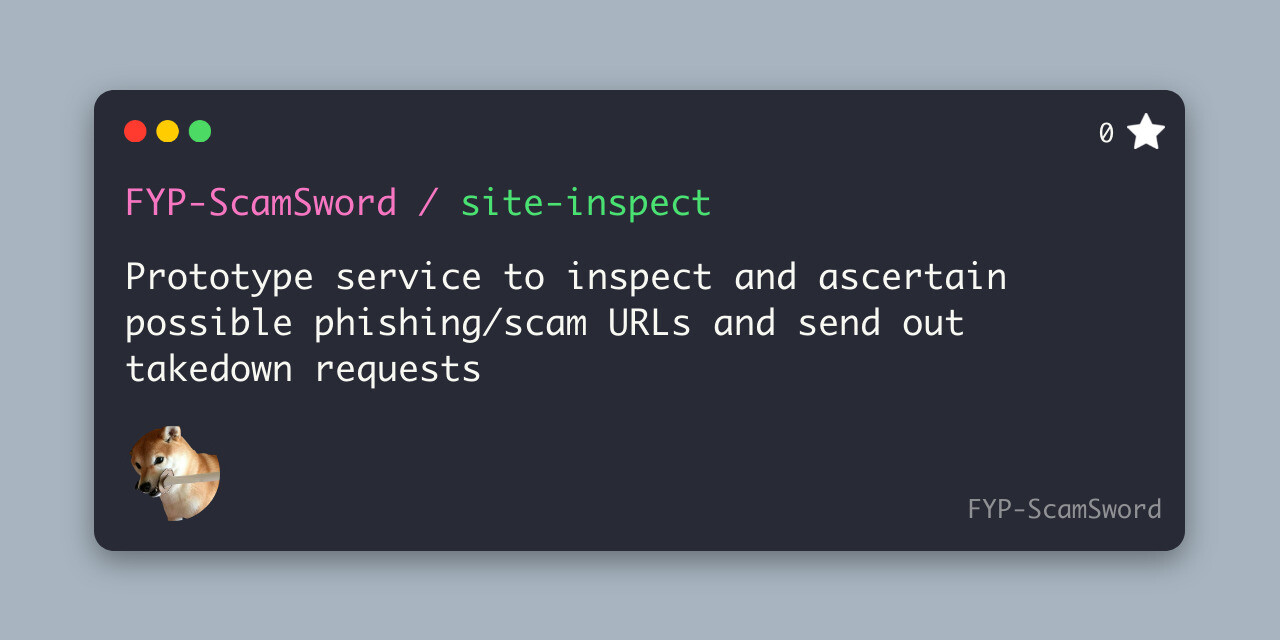 0
FYP-ScamSword / site-inspect
Prototype service to inspect and ascertain
possible phishing/scam URLs and send out
takedown requests
FYP-ScamSword